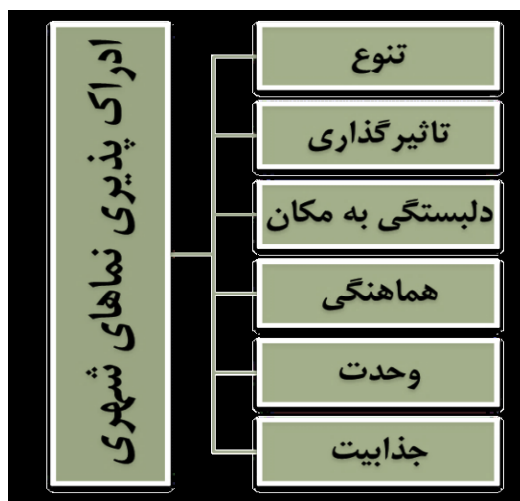 ادراک پذیری نماهای شهری
تنوع
تاثیرگذاری
دلبستگی به مکان
هماهنگی
وحدت
جذابیت